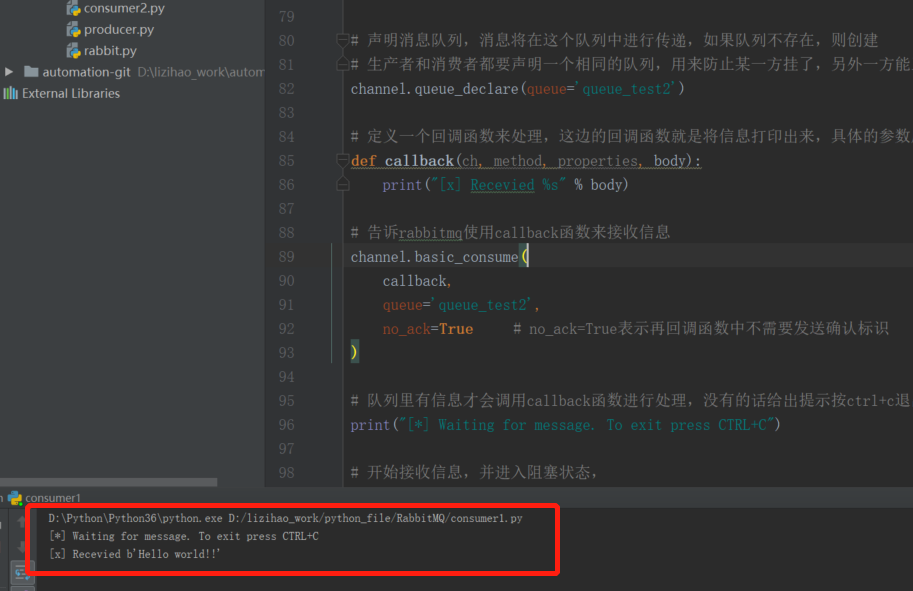 consumer2.py
producer.py
rabbit.py
automation-git D:\lizihao_work\autom
External Libraries
79
80 # 声明消息队列，消息将在这个队列中进行传递，如果队列不存在，则创建
81 # 生产者和消费者都要声明一个相同的队列，用来防止某一方挂了，另外一方能
82 channel.queue_declare(queue='queue_test2')
83
84 # 定义一个回调函数来处理，这边的回调函数就是将信息打印出来，具体的参数
85 def callback(ch, method, properties, body):
86 print("[x] Recevied %s" % body)
87
88 # 告诉rabbitmq使用callback函数来接收信息
89 channel.basic_consume(
90 callback,
91 queue='queue_test2',
92 no_ack=True # no_ack=True表示再回调函数中不需要发送确认标识
93 )
94
95 # 队列里有信息才会调用callback函数进行处理，没有的话给出提示按ctrl+c退
96 print("[*] Waiting for message. To exit press CTRL+C")
97
98 # 开始接收信息，并进入阻塞状态，
consumer1
D:\Python\Python36\python.exe D:/lizihao_work/python_file/RabbitMQ/consumer1.py
[*] Waiting for message. To exit press CTRL+C
[x] Recevied b'Hello world!!'